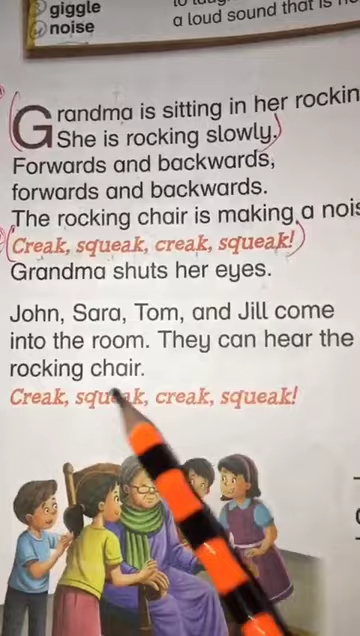 giggle
noise
a loud sound that is
Grandma is sitting in her
She is rocking slowly.
Forwards and backwards,
forwards and backwards.
The rocking chair is making a
Creak, squeak, creak, squeak!
Grandma shuts her eyes.
John, Sara, Tom, and Jill come
into the room. They can hear the
rocking chair.
Creak, squeak, creak, squeak!